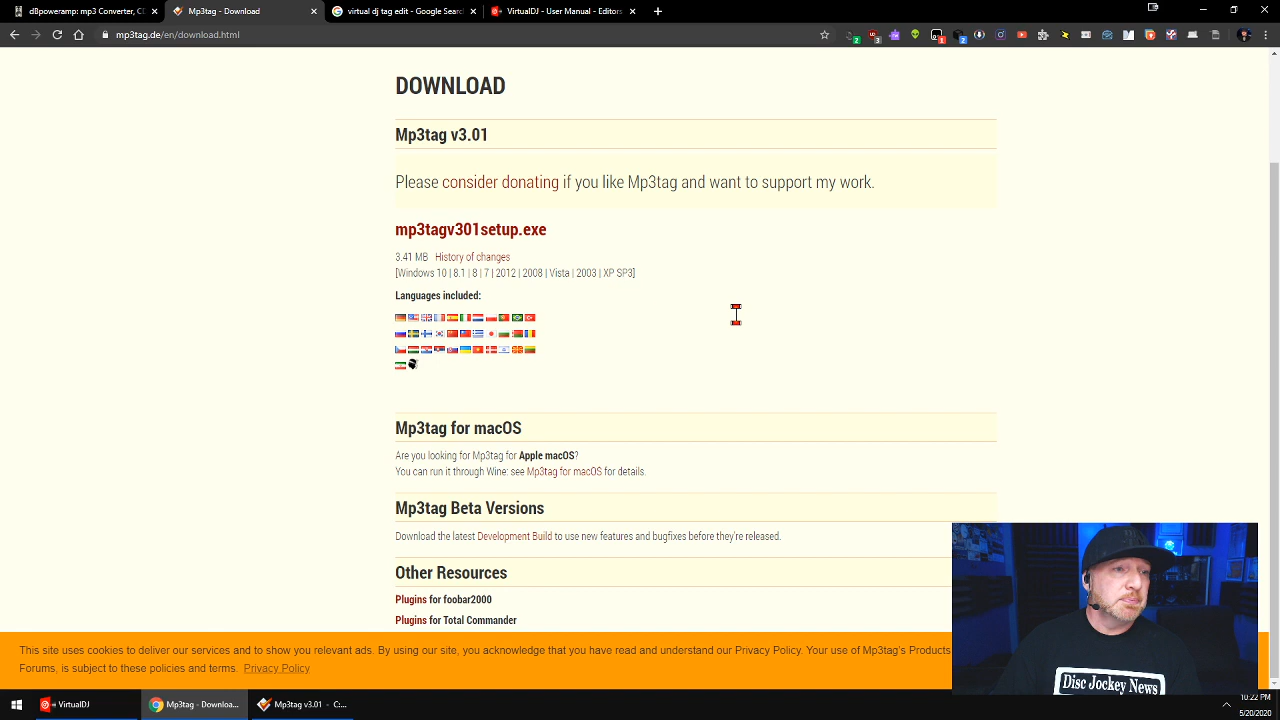 dBpoweramp: mp3 Converter, CD
Download
virtual dj tag editor
VirtualDJ - User Manual - Editors
mp3tag.de/en/download.html
DOWNLOAD
Mp3tag v3.01
Please consider donating if you like Mp3tag and want to support my work.
mp3tagv301setup.exe
3.41 MB History of changes
[Windows 10 | 8.1 | 8 | 7 | 2012 | 2008 | Vista | 2003 | XP SP3]
Languages included:
Mp3tag for macOS
Are you looking for Mp3tag for Apple macOS?
You can run it through Wine: see Mp3tag for macOS for details.
Mp3tag Beta Versions
Download the latest Development Build to use new features and bugfixes before they're released.
Other Resources
Plugins for foobar2000
Plugins for Total Commander
This site uses cookies to deliver our services and to show you relevant ads. By using our site, you acknowledge that you have read and understand our Privacy Policy. Your use of Mp3tag's Products
Forums, is subject to these policies and terms. Privacy Policy
Disc Jockey News
VirtualDJ
Mp3tag - Downloa...
Mp3tag v3.01 - C:...
10:22 PM
5/20/2020